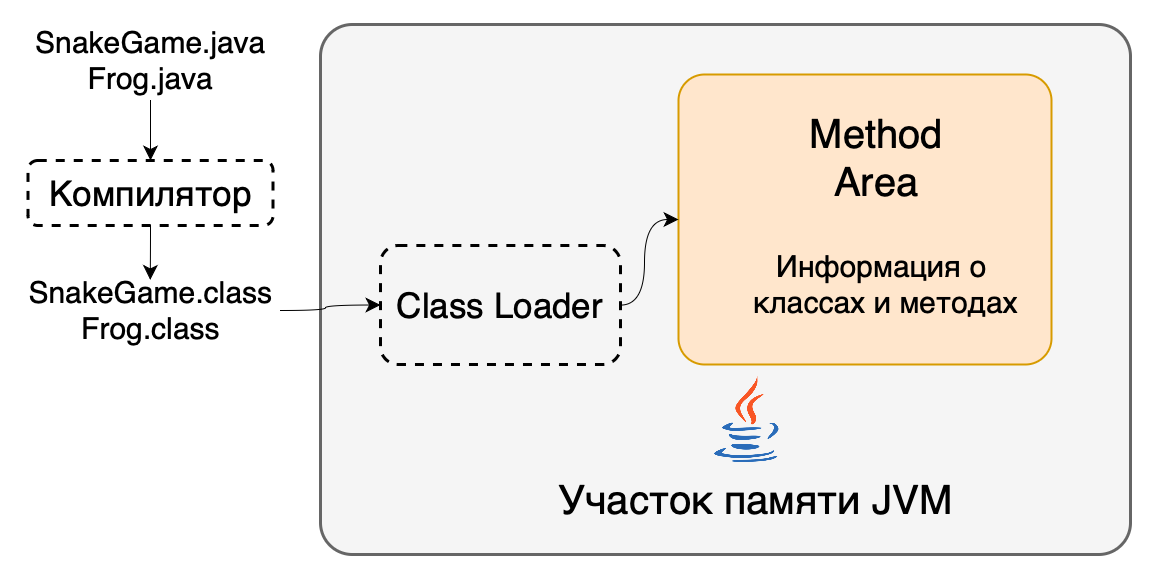 SnakeGame.java
Frog.java
Компилятор
SnakeGame.class
Frog.class
Class Loader
Method
Area
Информация о
классах и методах
Участок памяти JVM